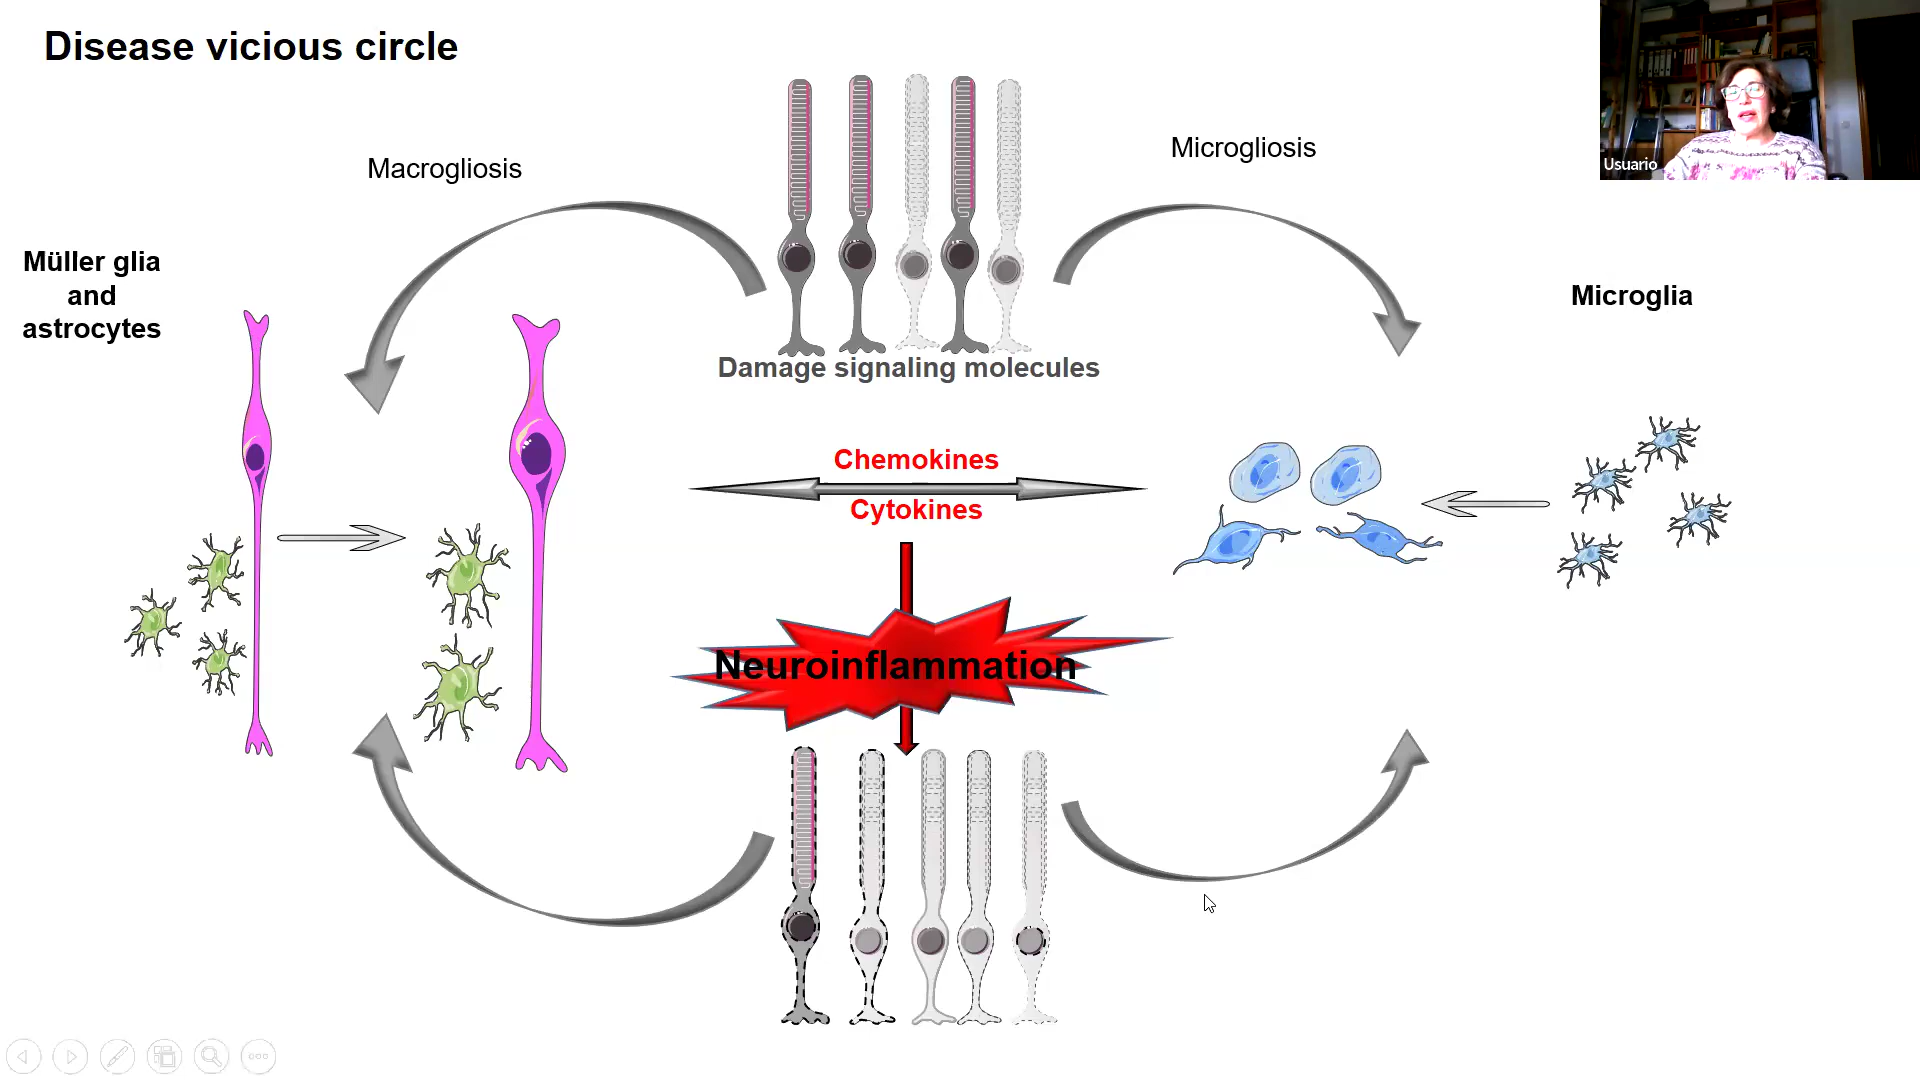 Disease vicious circle
Macrogliosis
Microgliosis
Usuario
Müller glia
and
astrocytes
Microglia
Damage signaling molecules
Chemokines
Cytokines
Neuroinflammation